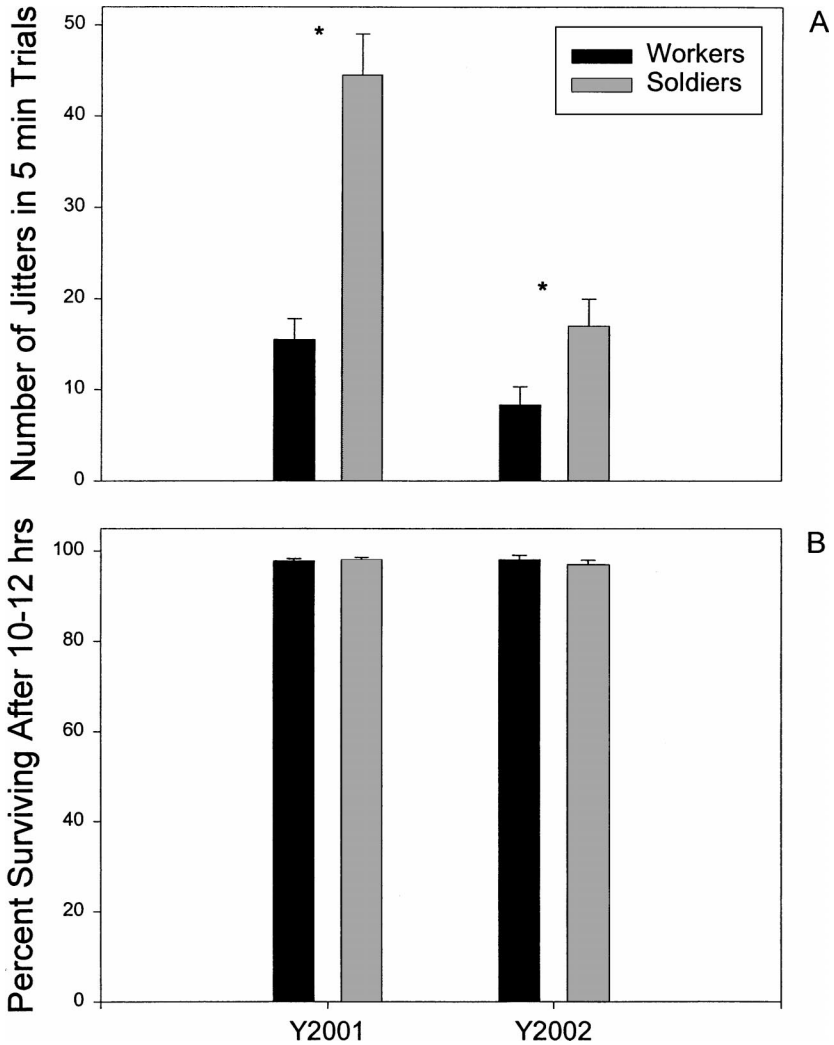 A
Number of Jitters in 5 min Trials
50
40
30
20
10
0
*
*
Workers
Soldiers
B
Percent Surviving After 10-12 hrs
100
80
60
40
20
0
Y2001
Y2002